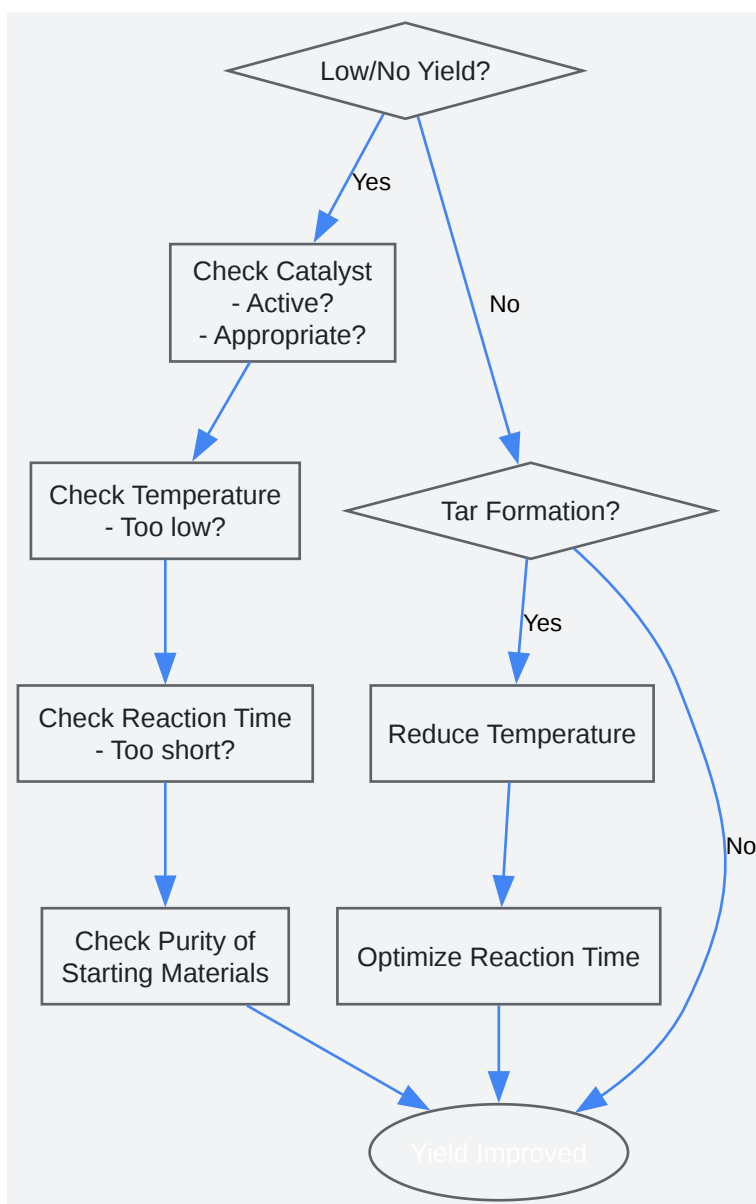 Low/No Yield?
Yes
Check Catalyst
- Active?
- Appropriate?
No
Check Temperature
- Too low?
Tar Formation?
Yes
Check Reaction Time
- Too short?
Reduce Temperature
No
Check Purity of
Starting Materials
Optimize Reaction Time
Yield Improved